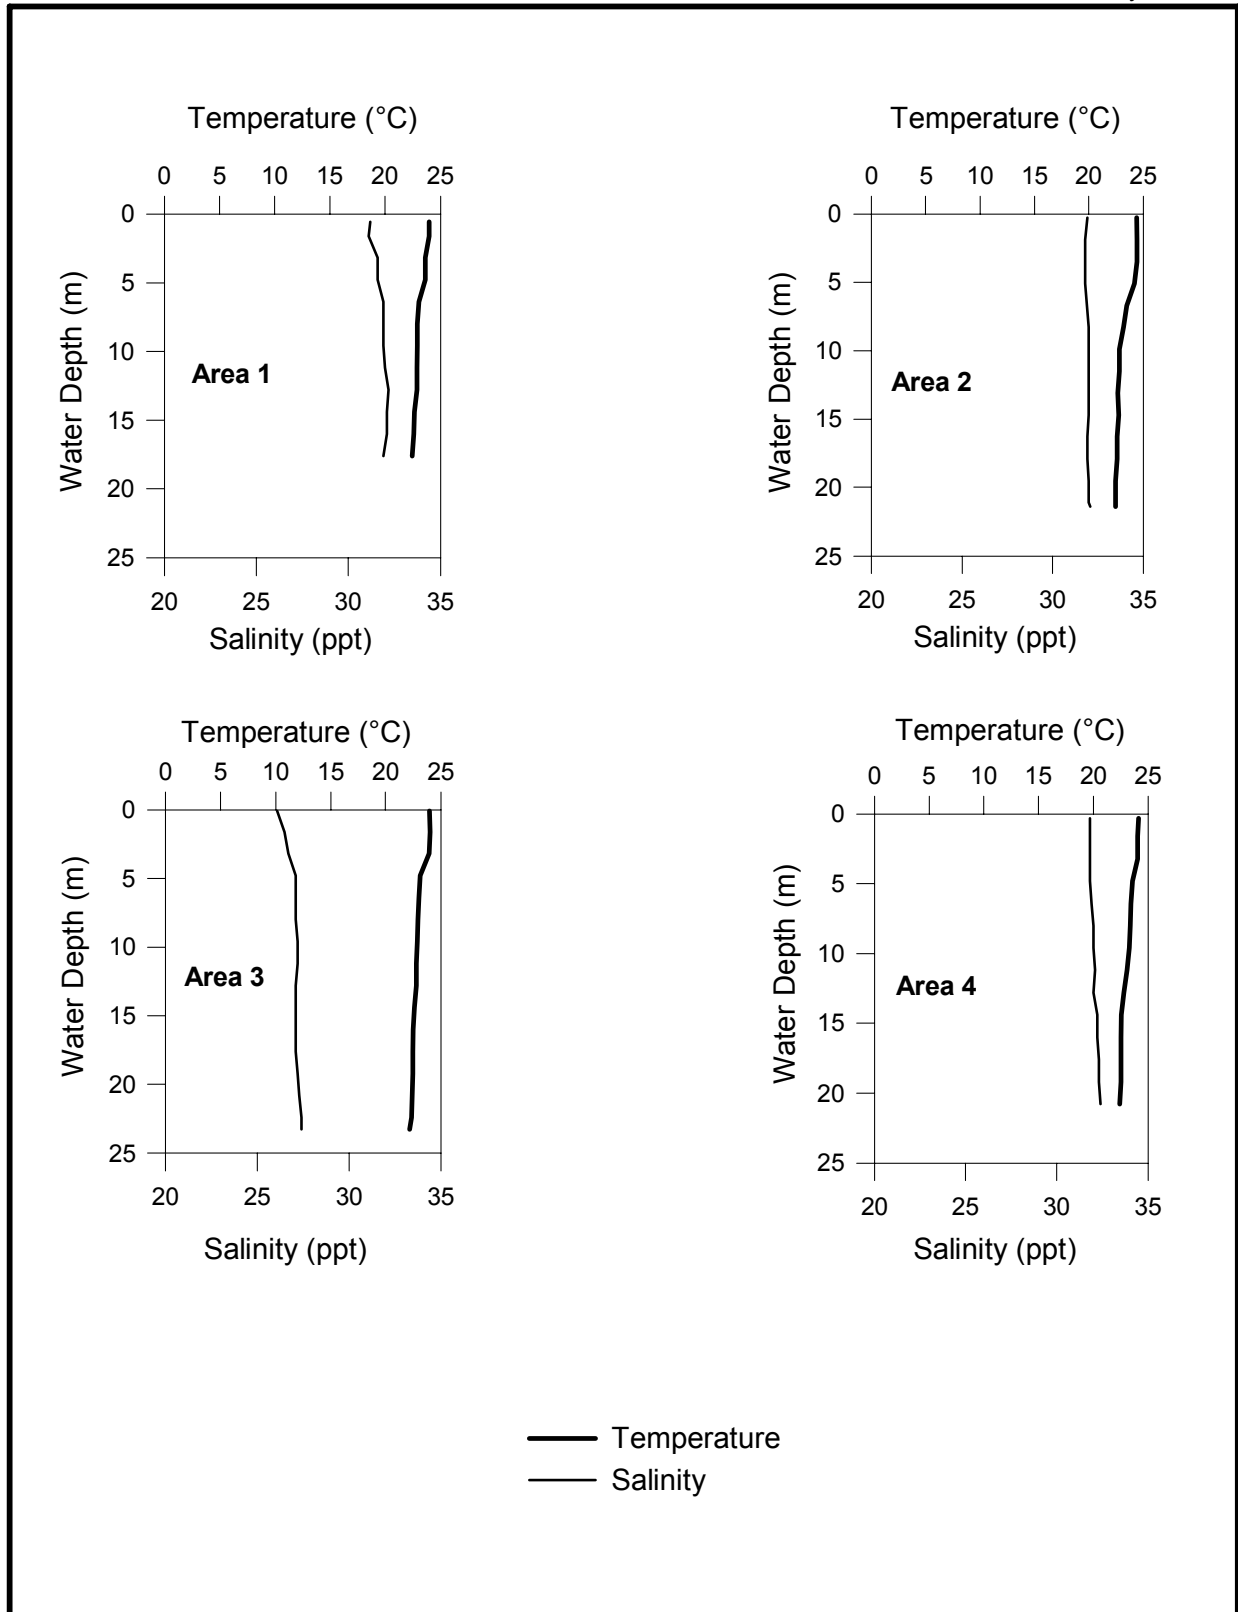 Temperature (°C)
0 5 10 15 20 25
0
5
10
15
20
25
Water Depth (m)
Area 1
20 25 30 35
Salinity (ppt)
Temperature (°C)
0 5 10 15 20 25
0
5
10
15
20
25
Water Depth (m)
Area 2
20 25 30 35
Salinity (ppt)
Temperature (°C)
0 5 10 15 20 25
0
5
10
15
20
25
Water Depth (m)
Area 3
20 25 30 35
Salinity (ppt)
Temperature (°C)
0 5 10 15 20 25
0
5
10
15
20
25
Water Depth (m)
Area 4
20 25 30 35
Salinity (ppt)
Temperature
Salinity